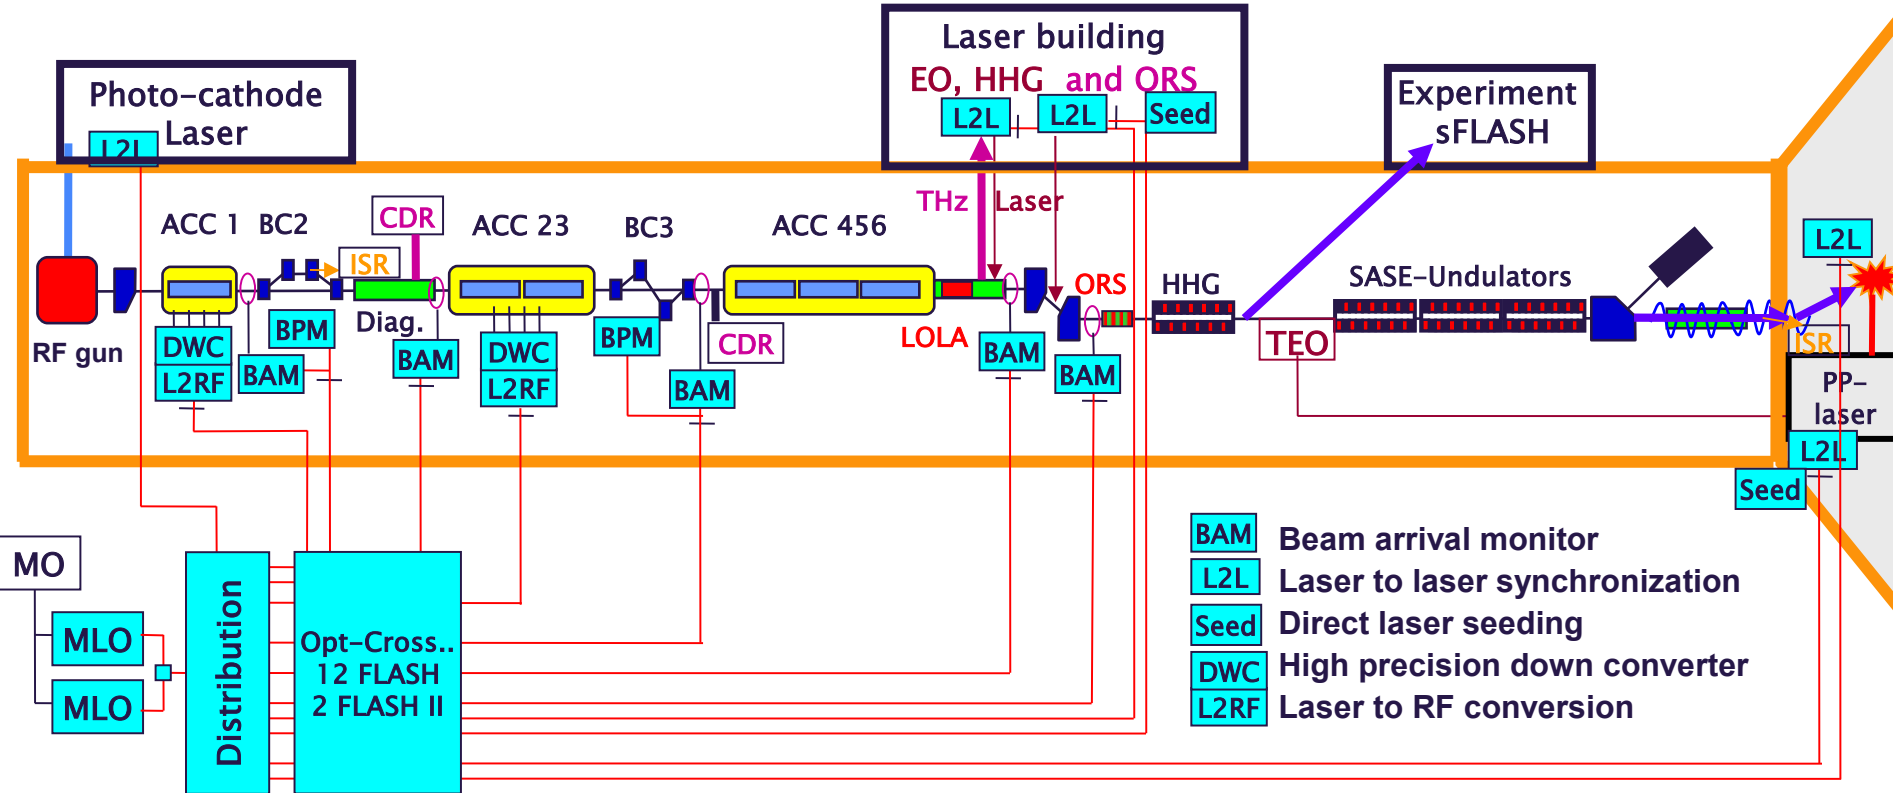 Laser building
EO, HHG and ORS
L2L
L2L
Seed
Photo-cathode
Laser
L2L
Experiment
sFLASH
THz
Laser
CDR
ACC 1
BC2
ACC 23
BC3
ACC 456
L2L
ISR
ORS
HHG
SASE-Undulators
RF gun
DWC
L2RF
BAM
BPM
Diag.
BAM
DWC
L2RF
BPM
BAM
CDR
LOLA
BAM
BAM
TEO
ISR
PP-
laser
L2L
Seed
MO
MLO
MLO
Distribution
Opt-Cross..
12 FLASH
2 FLASH II
BAM Beam arrival monitor
L2L Laser to laser synchronization
Seed Direct laser seeding
DWC High precision down converter
L2RF Laser to RF conversion